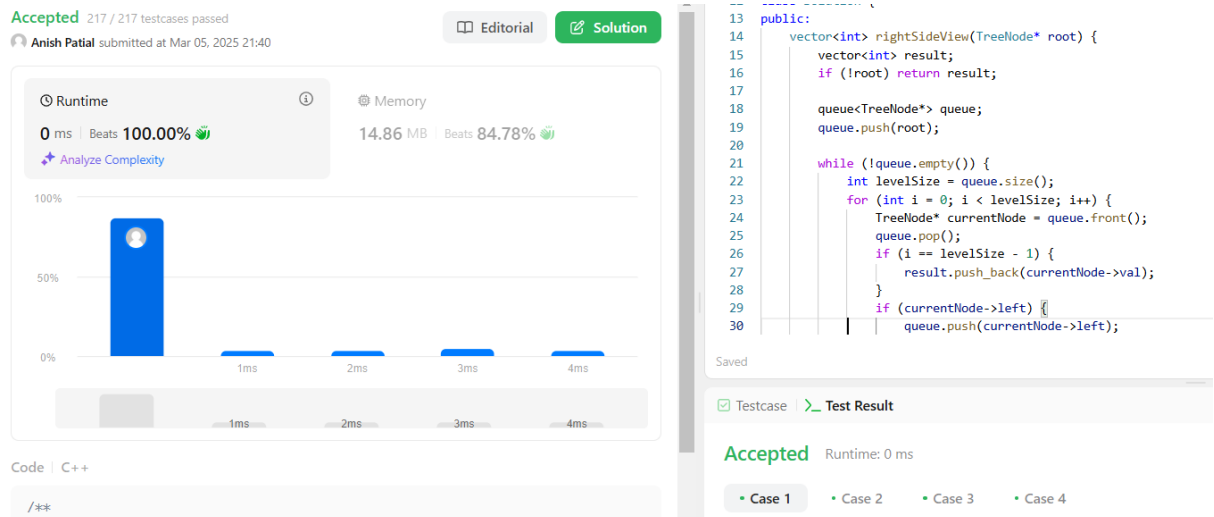 Accepted 217 / 217 testcases passed
Anish Patial submitted at Mar 05, 2025 21:40
Editorial
Solution
Runtime
0 ms Beats 100.00%
Analyze Complexity
Memory
14.86 MB Beats 84.78%
100%
50%
0%
1ms 2ms 3ms 4ms
1ms 2ms 3ms 4ms
Code C++
/**
13 public:
14 vector<int> rightSideView(TreeNode* root) {
15 vector<int> result;
16 if (!root) return result;
17
18 queue<TreeNode*> queue;
19 queue.push(root);
20
21 while (!queue.empty()) {
22 int levelSize = queue.size();
23 for (int i = 0; i < levelSize; i++) {
24 TreeNode* currentNode = queue.front();
25 queue.pop();
26 if (i == levelSize - 1) {
27 result.push_back(currentNode->val);
28 }
29 if (currentNode->left) {
30 queue.push(currentNode->left);
Saved
Testcase Test Result
Accepted Runtime: 0 ms
Case 1 Case 2 Case 3 Case 4